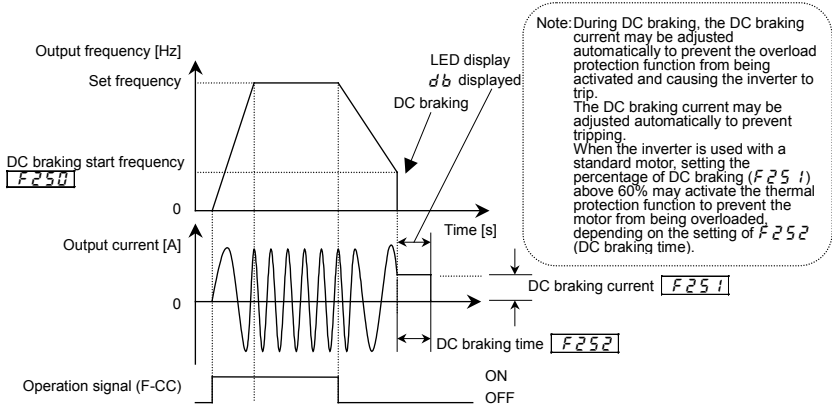 Output frequency [Hz]
Set frequency
DC braking start frequency
F250
0
LED display
db displayed
DC braking
Time [s]
Output current [A]
0
DC braking current F251
DC braking time F252
Operation signal (F-CC)
ON
OFF
Note:During DC braking, the DC braking
current may be adjusted
automatically to prevent the overload
protection function from being
activated and causing the inverter to
trip.
The DC braking current may be
adjusted automatically to prevent
tripping.
When the inverter is used with a
standard motor, setting the
percentage of DC braking (F251)
above 60% may activate the thermal
protection function to prevent the
motor from being overloaded,
depending on the setting of F252
(DC braking time).